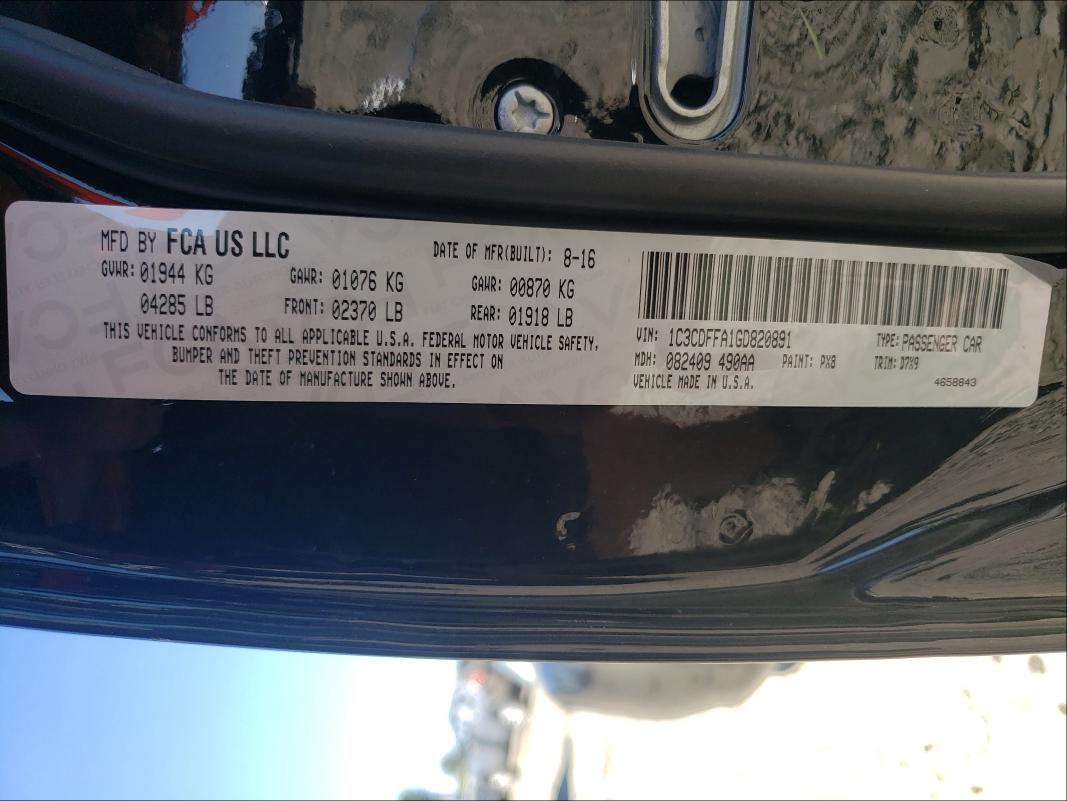 MFD BY FCA US LLC
DATE OF MFR(BUILT): 8-16
GVWR: 01944 KG
GAWR: 01076 KG
GAWR: 00870 KG
04285 LB
FRONT: 02370 LB
REAR: 01918 LB
THIS VEHICLE CONFORMS TO ALL APPLICABLE U.S.A. FEDERAL MOTOR VEHICLE SAFETY,
BUMPER AND THEFT PREVENTION STANDARDS IN EFFECT ON
THE DATE OF MANUFACTURE SHOWN ABOVE.
VIN: 1C3CDFFA1GD820891
TYPE: PASSENGER CAR
MDH: 082409 490AA
PAINT: PX8
TRIM: D7X9
VEHICLE MADE IN U.S.A.
4658843